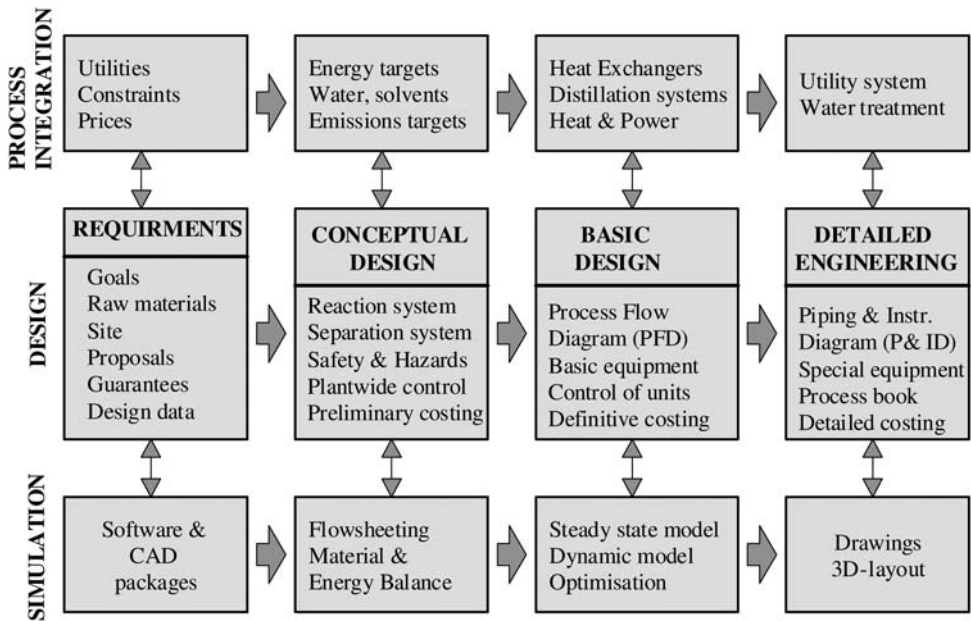 PROCESS
INTEGRATION
Utilities
Constraints
Prices
Energy targets
Water, solvents
Emissions targets
Heat Exchangers
Distillation systems
Heat & Power
Utility system
Water treatment
DESIGN
REQUIRMENTS
Goals
Raw materials
Site
Proposals
Guarantees
Design data
CONCEPTUAL
DESIGN
Reaction system
Separation system
Safety & Hazards
Plantwide control
Preliminary costing
BASIC
DESIGN
Process Flow
Diagram (PFD)
Basic equipment
Control of units
Definitive costing
DETAILED
ENGINEERING
Piping & Instr.
Diagram (P& ID)
Special equipment
Process book
Detailed costing
SIMULATION
Software &
CAD
packages
Flowsheeting
Material &
Energy Balance
Steady state model
Dynamic model
Optimisation
Drawings
3D-layout